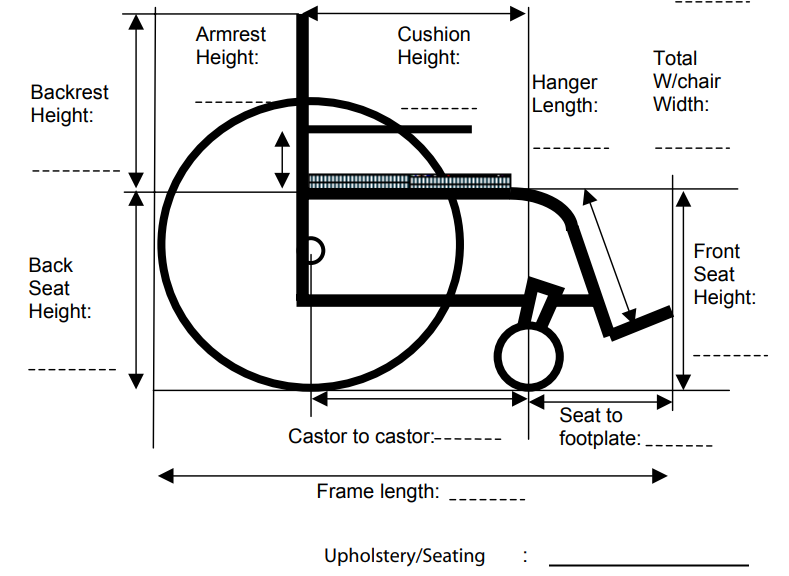 Armrest
Height:
Cushion
Height:
Total
W/chair
Width:
Hanger
Length:
Backrest
Height:
Back
Seat
Height:
Front
Seat
Height:
Seat to
footplate:
Castor to castor:
Frame length:
Upholstery/Seating :